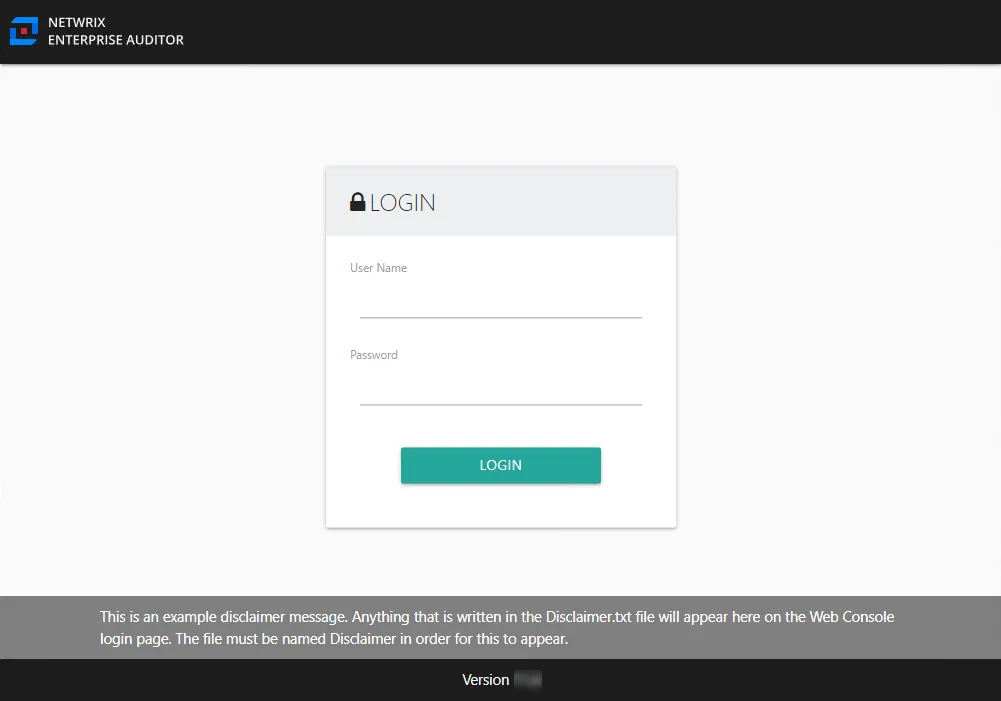 NETWRIX
ENTERPRISE AUDITOR
LOGIN
User Name
Password
LOGIN
This is an example disclaimer message. Anything that is written in the Disclaimer.txt file will appear here on the Web Console
login page. The file must be named Disclaimer in order for this to appear.
Version